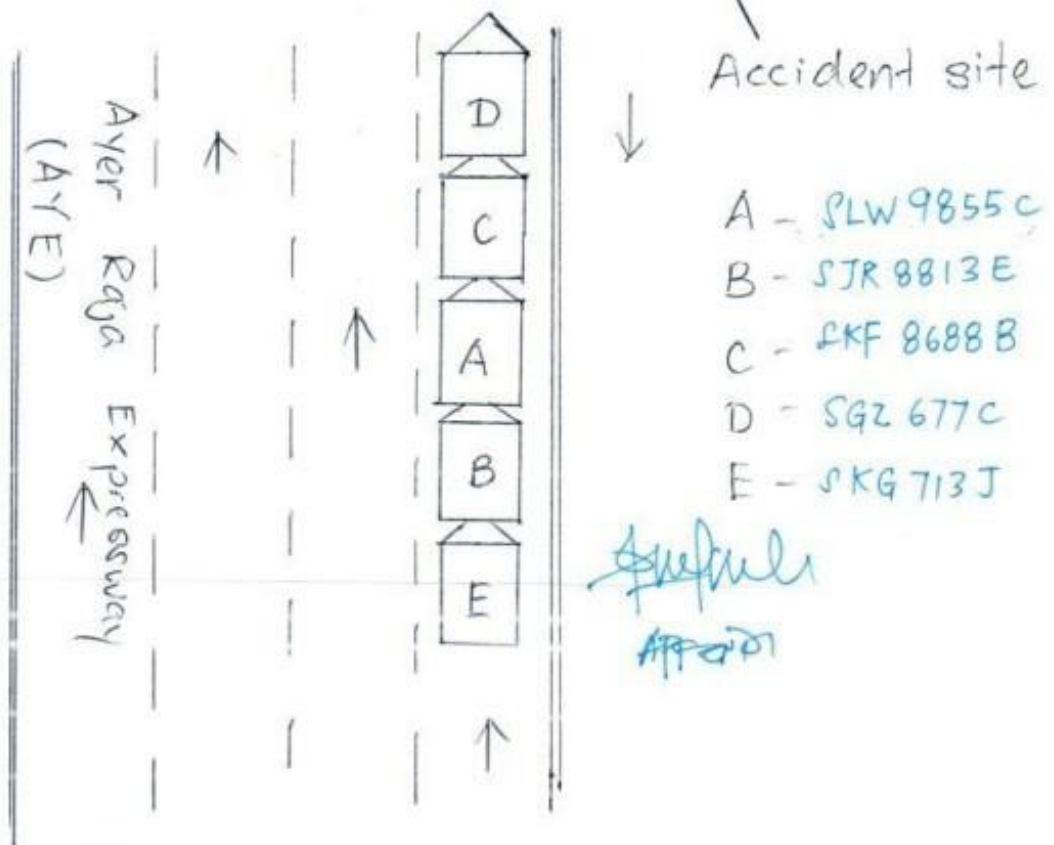 Accident site
D
C
A
B
E
Ayer Raja Expressway
(AYE)
A - SLW 9855C
B - SJR 8813E
C - SKF 8688B
D - SGZ 677C
E - SKG 713J